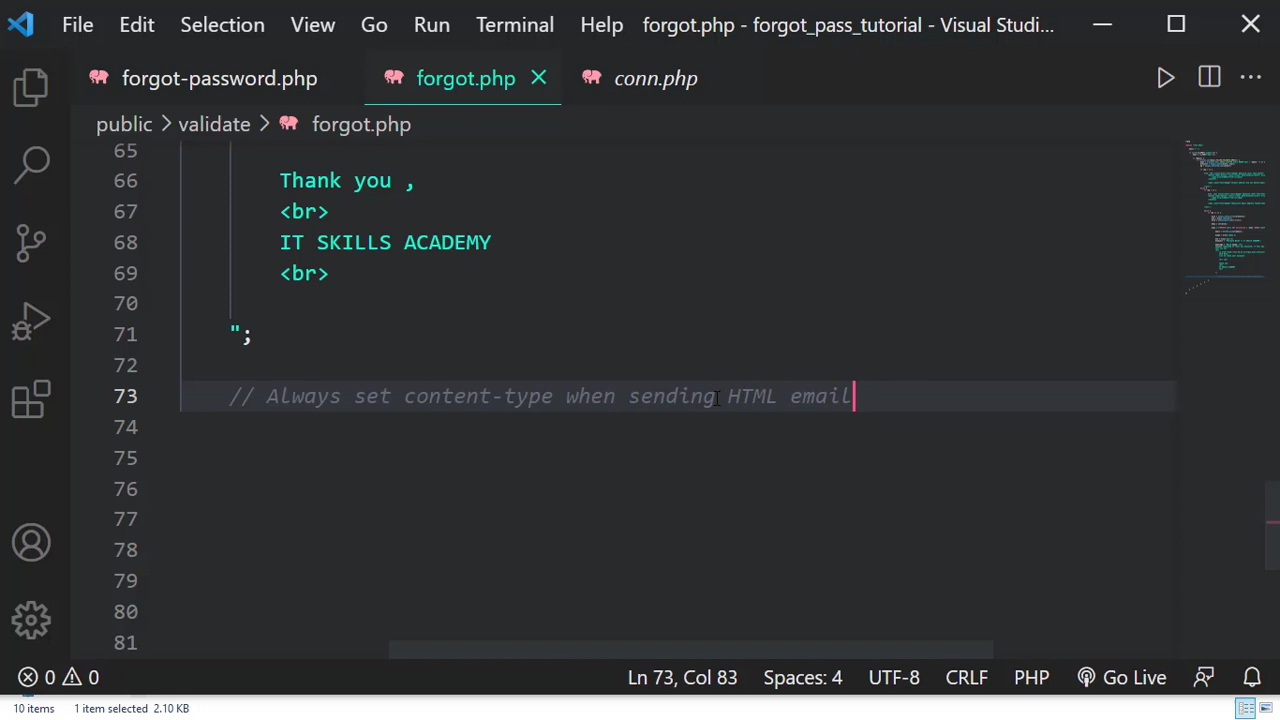 File Edit Selection View Go Run Terminal Help forgot.php - forgot_pass_tutorial - Visual Studi...
forgot-password.php forgot.php conn.php
public > validate > forgot.php
65
66 Thank you ,
67 <br>
68 IT SKILLS ACADEMY
69 <br>
70
71 ";
72
73 // Always set content-type when sending HTML email
74
75
76
77
78
79
80
81
0 0 Ln 73, Col 83 Spaces: 4 UTF-8 CRLF PHP Go Live
10 items 1 item selected 2.10 KB